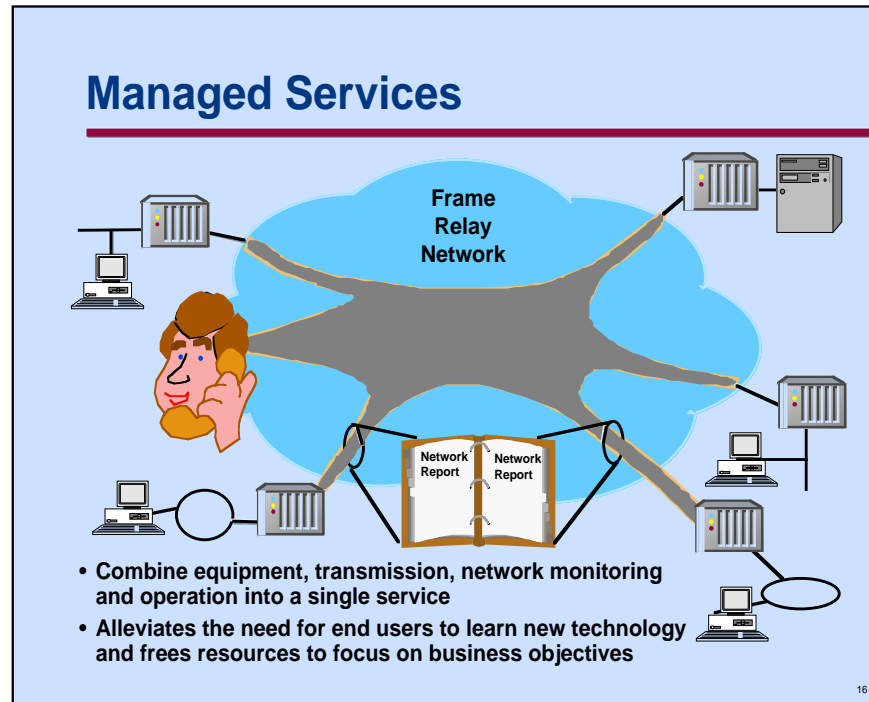 Managed Services
Frame
Relay
Network
Network
Report
Network
Report
• Combine equipment, transmission, network monitoring
and operation into a single service
• Alleviates the need for end users to learn new technology
and frees resources to focus on business objectives
16